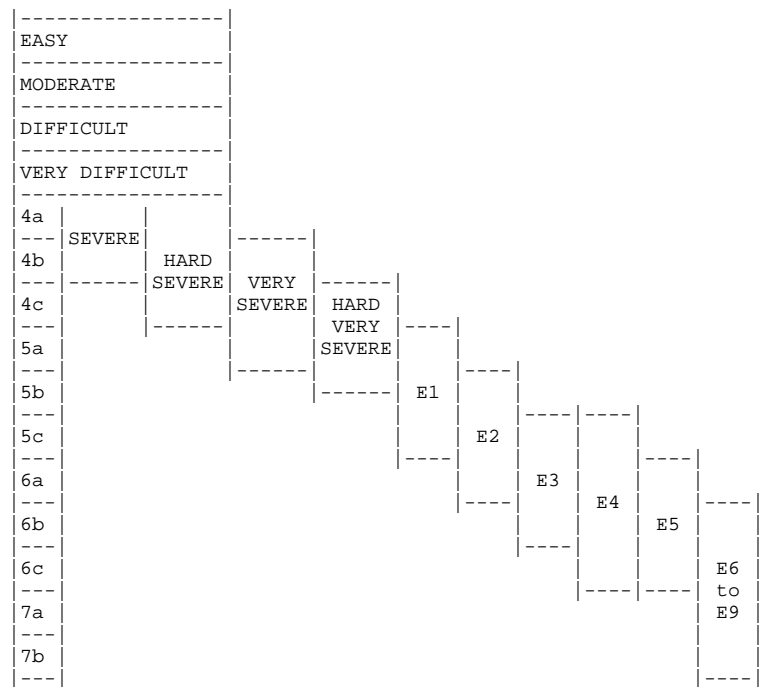 EASY
MODERATE
DIFFICULT
VERY DIFFICULT
4a
SEVERE
4b HARD
SEVERE VERY
4c SEVERE HARD
VERY
5a SEVERE
5b E1
5c E2
6a E3
E4
6b E5
6c E6
to
7a E9
7b